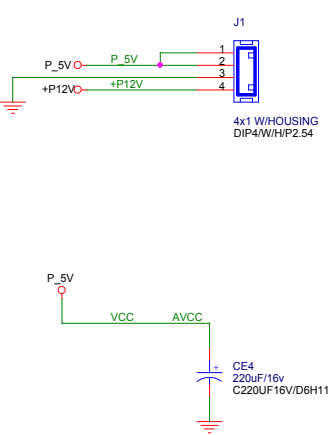 J1
P_5V P_5V 1
2
3
+P12V +P12V 4
4x1 W/HOUSING
DIP4/W/H/P2.54
P_5V
VCC AVCC
+ CE4
220uF/16v
C220UF16V/D6H11